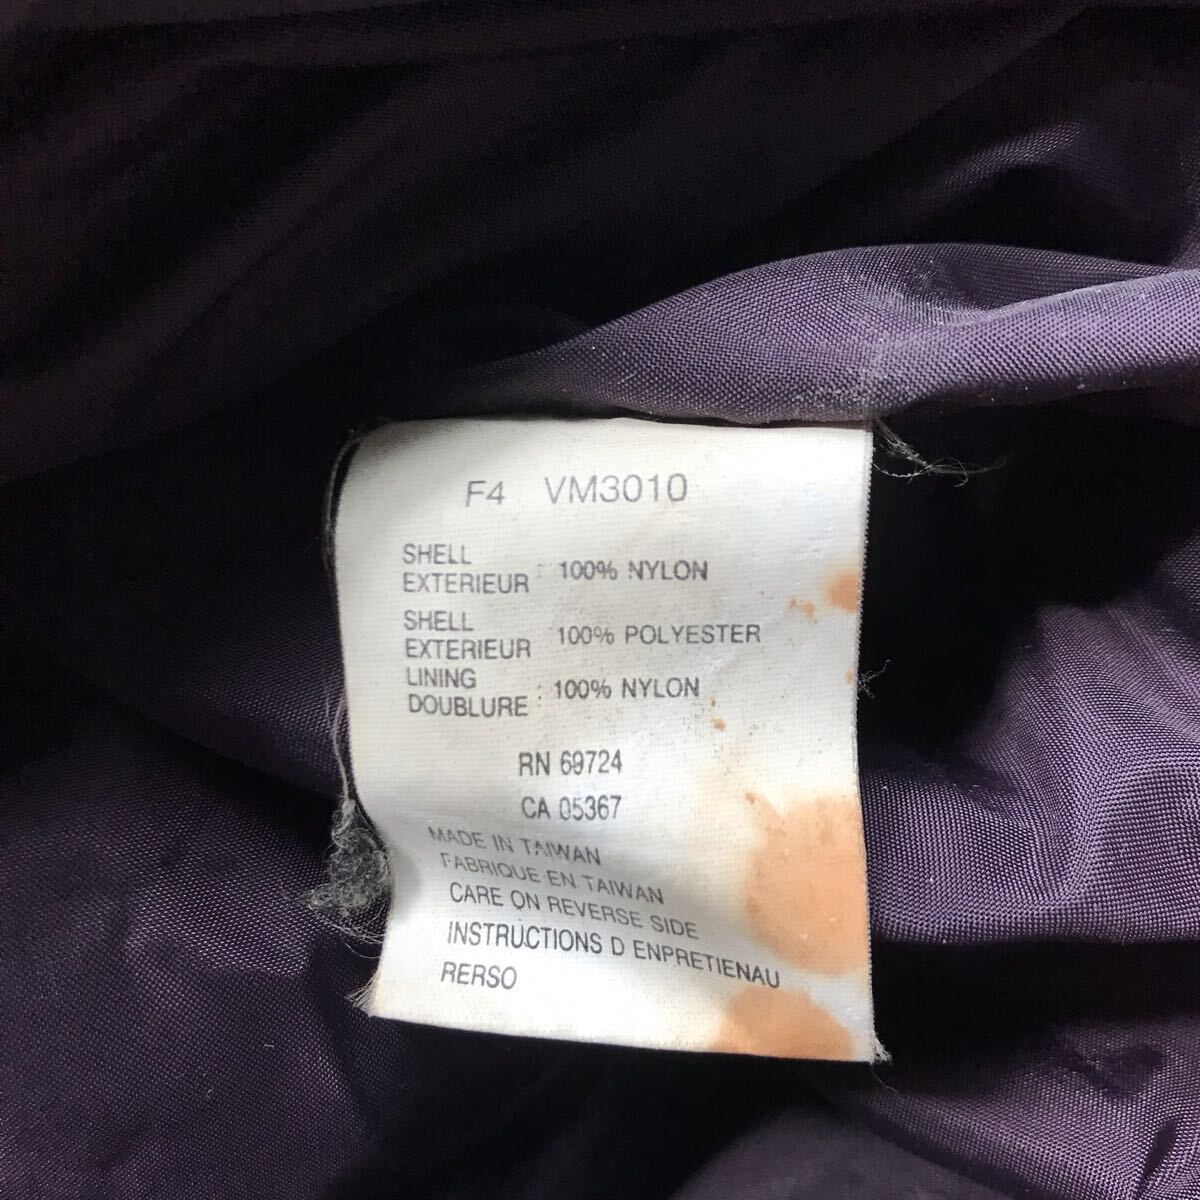 F4 VM3010
SHELL
EXTERIEUR : 100% NYLON
SHELL
EXTERIEUR 100% POLYESTER
LINING
DOUBLURE : 100% NYLON
RN 69724
CA 05367
MADE IN TAIWAN
FABRIQUE EN TAIWAN
CARE ON REVERSE SIDE
INSTRUCTIONS D ENPRETIENAU
RERSO